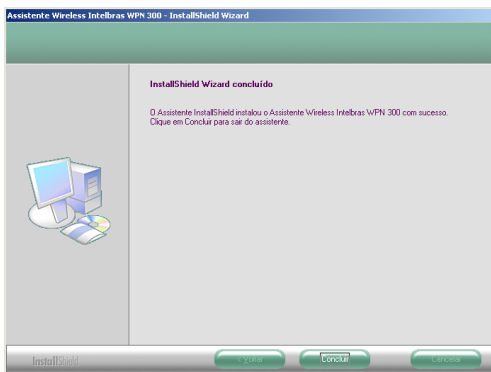 Assistente Wireless Intelbras WPN 300 - InstallShield Wizard
InstallShield Wizard concluído
O Assistente InstallShield instalou o Assistente Wireless Intelbras WPN 300 com sucesso.
Clique em Concluir para sair do assistente.
InstallShield
< Voltar
Concluir
Cancelar